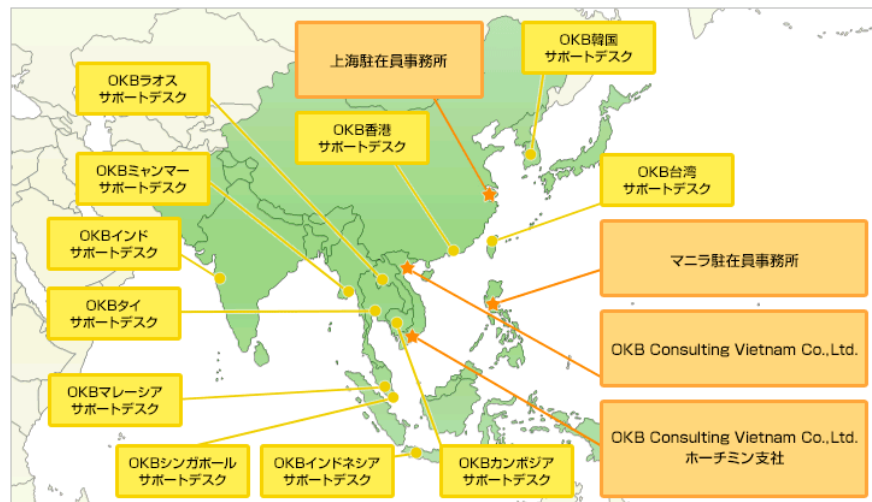 上海駐在員事務所
OKB韓国
サポートデスク
OKBラオス
サポートデスク
OKB香港
サポートデスク
OKBミャンマー
サポートデスク
OKB台湾
サポートデスク
OKBインド
サポートデスク
マニラ駐在員事務所
OKBタイ
サポートデスク
OKB Consulting Vietnam Co.,Ltd.
OKBマレーシア
サポートデスク
OKB Consulting Vietnam Co.,Ltd.
ホーチミン支社
OKBシンガポール
サポートデスク
OKBインドネシア
サポートデスク
OKBカンボジア
サポートデスク